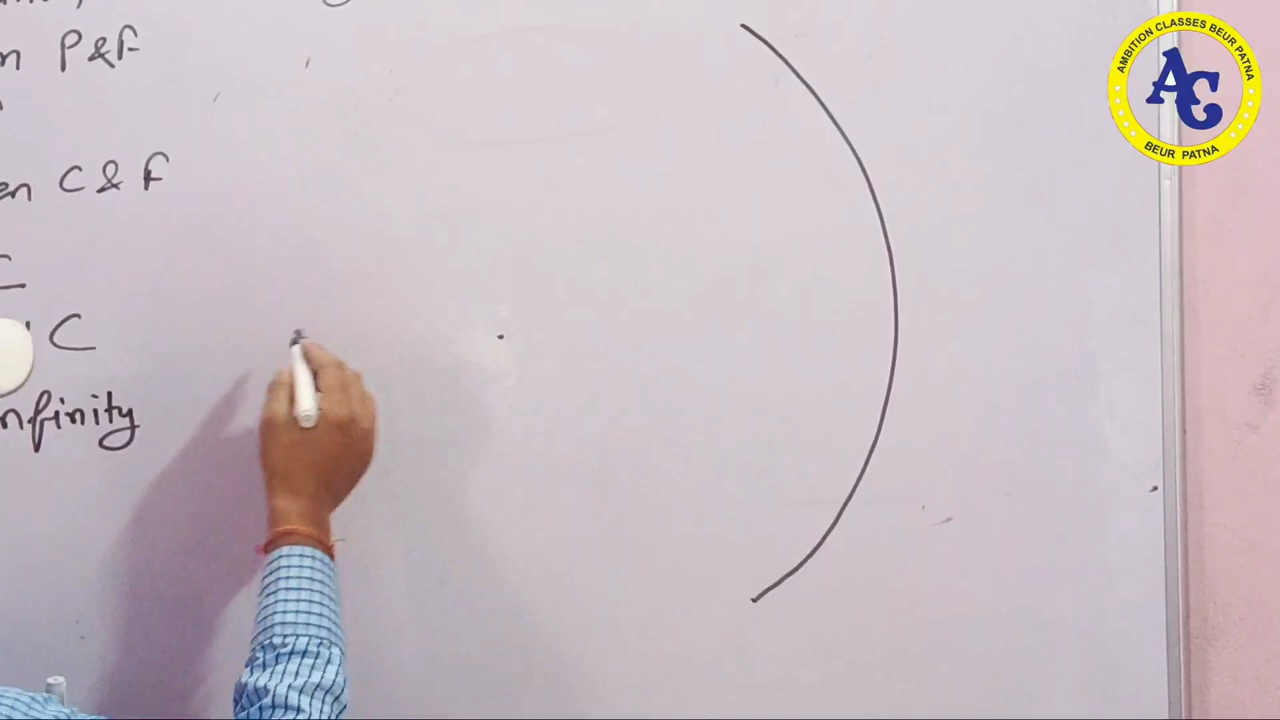 n P & F
en C & F
C
C
nfinity
AMBITION CLASSES BEUR PATNA
AC
BEUR PATNA